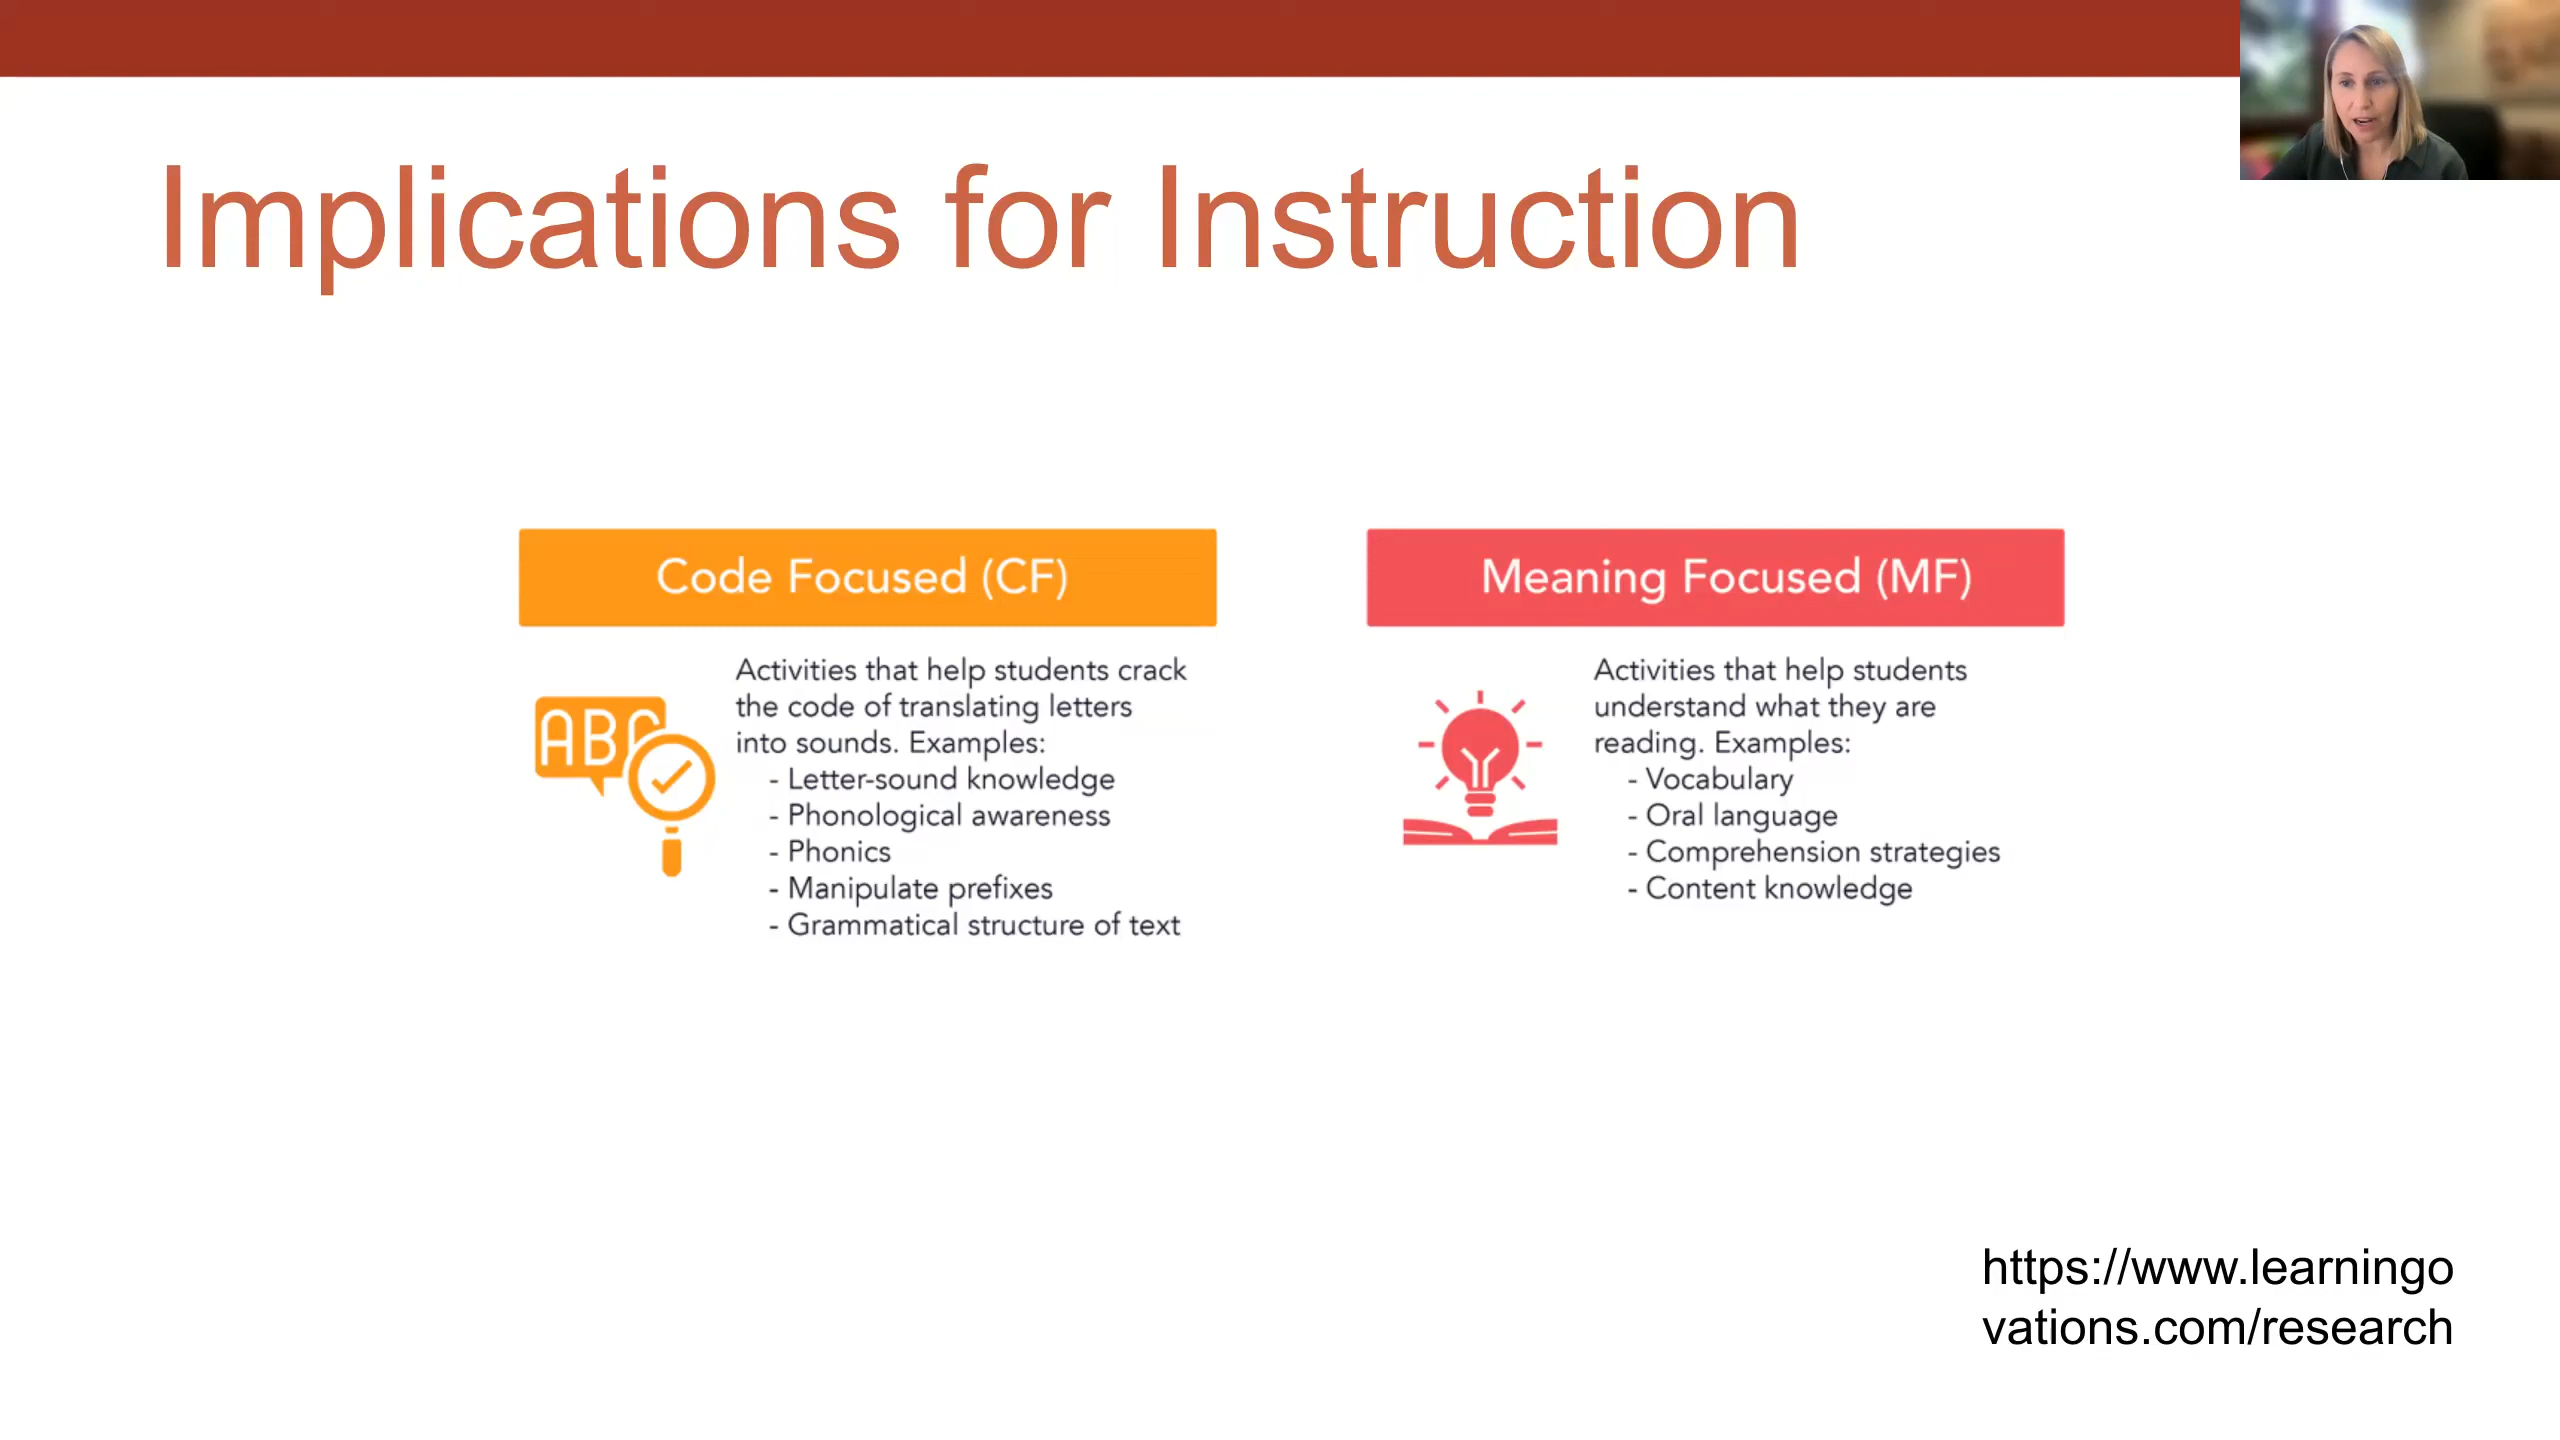 Implications for Instruction
Code Focused (CF)
Activities that help students crack
the code of translating letters
into sounds. Examples:
- Letter-sound knowledge
- Phonological awareness
- Phonics
- Manipulate prefixes
- Grammatical structure of text
ABC
Meaning Focused (MF)
Activities that help students
understand what they are
reading. Examples:
- Vocabulary
- Oral language
- Comprehension strategies
- Content knowledge
https://www.learningo
vations.com/research